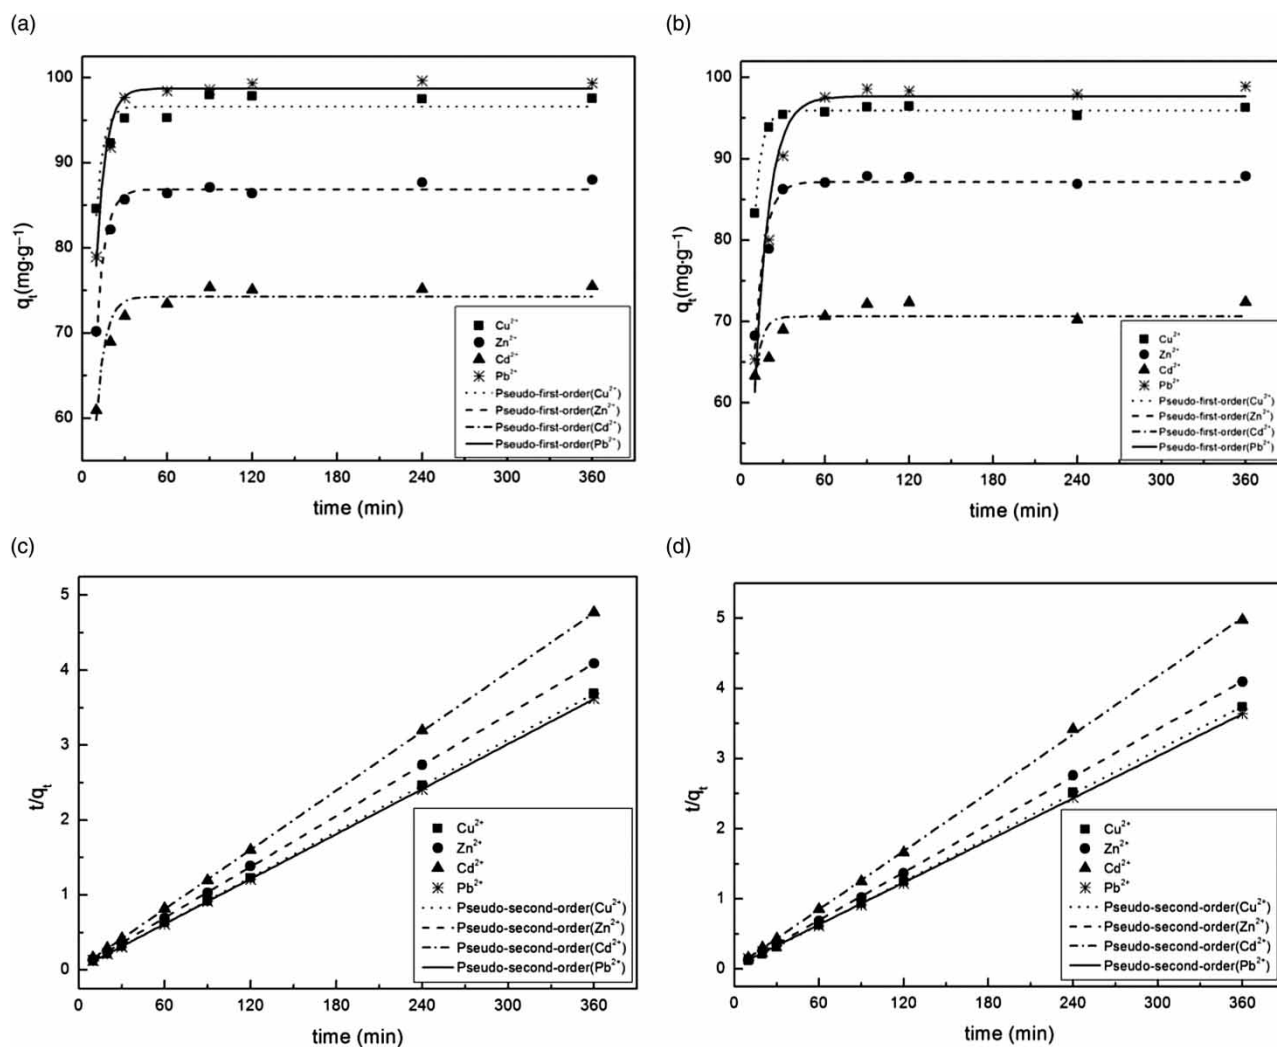 (a)
100
90
80
70
60
qt(mg·g⁻¹)
0 60 120 180 240 300 360
time (min)
Cu²⁺
Zn²⁺
Cd²⁺
Pb²⁺
Pseudo-first-order(Cu²⁺)
Pseudo-first-order(Zn²⁺)
Pseudo-first-order(Cd²⁺)
Pseudo-first-order(Pb²⁺)
(b)
100
90
80
70
60
qt(mg·g⁻¹)
0 60 120 180 240 300 360
time (min)
Cu²⁺
Zn²⁺
Cd²⁺
Pb²⁺
Pseudo-first-order(Cu²⁺)
Pseudo-first-order(Zn²⁺)
Pseudo-first-order(Cd²⁺)
Pseudo-first-order(Pb²⁺)
(c)
5
4
3
2
1
0
t/qt
0 60 120 180 240 300 360
time (min)
Cu²⁺
Zn²⁺
Cd²⁺
Pb²⁺
Pseudo-second-order(Cu²⁺)
Pseudo-second-order(Zn²⁺)
Pseudo-second-order(Cd²⁺)
Pseudo-second-order(Pb²⁺)
(d)
5
4
3
2
1
0
t/qt
0 60 120 180 240 300 360
time (min)
Cu²⁺
Zn²⁺
Cd²⁺
Pb²⁺
Pseudo-second-order(Cu²⁺)
Pseudo-second-order(Zn²⁺)
Pseudo-second-order(Cd²⁺)
Pseudo-second-order(Pb²⁺)